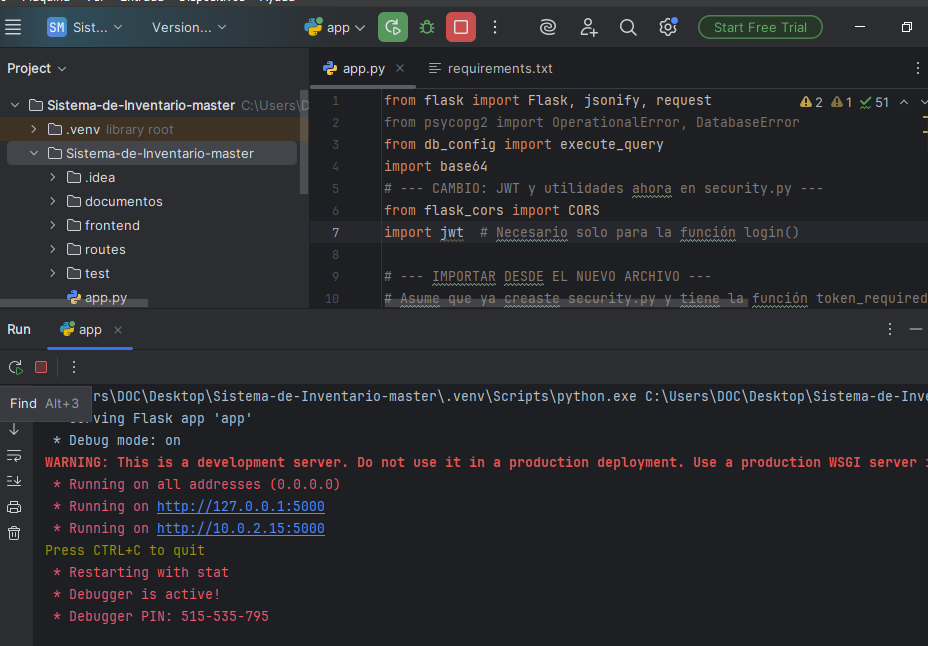 SM Sist... Version... app Start Free Trial
Project
app.py requirements.txt
Sistema-de-Inventario-master C:\Users\D
.venv library root
Sistema-de-Inventario-master
.idea
documentos
frontend
routes
test
app.py
2 1 51
1 from flask import Flask, jsonify, request
2 from psycopg2 import OperationalError, DatabaseError
3 from db_config import execute_query
4 import base64
5 # --- CAMBIO: JWT y utilidades ahora en security.py ---
6 from flask_cors import CORS
7 import jwt # Necesario solo para la función login()
8
9 # --- IMPORTAR DESDE EL NUEVO ARCHIVO ---
10 # Asume que ya creaste security.py y tiene la función token_required
Run app
Find Alt+3
rs\DOC\Desktop\Sistema-de-Inventario-master\.venv\Scripts\python.exe C:\Users\DOC\Desktop\Sistema-de-Inve
Serving Flask app 'app'
* Debug mode: on
WARNING: This is a development server. Do not use it in a production deployment. Use a production WSGI server
* Running on all addresses (0.0.0.0)
* Running on http://127.0.0.1:5000
* Running on http://10.0.2.15:5000
Press CTRL+C to quit
* Restarting with stat
* Debugger is active!
* Debugger PIN: 515-535-795